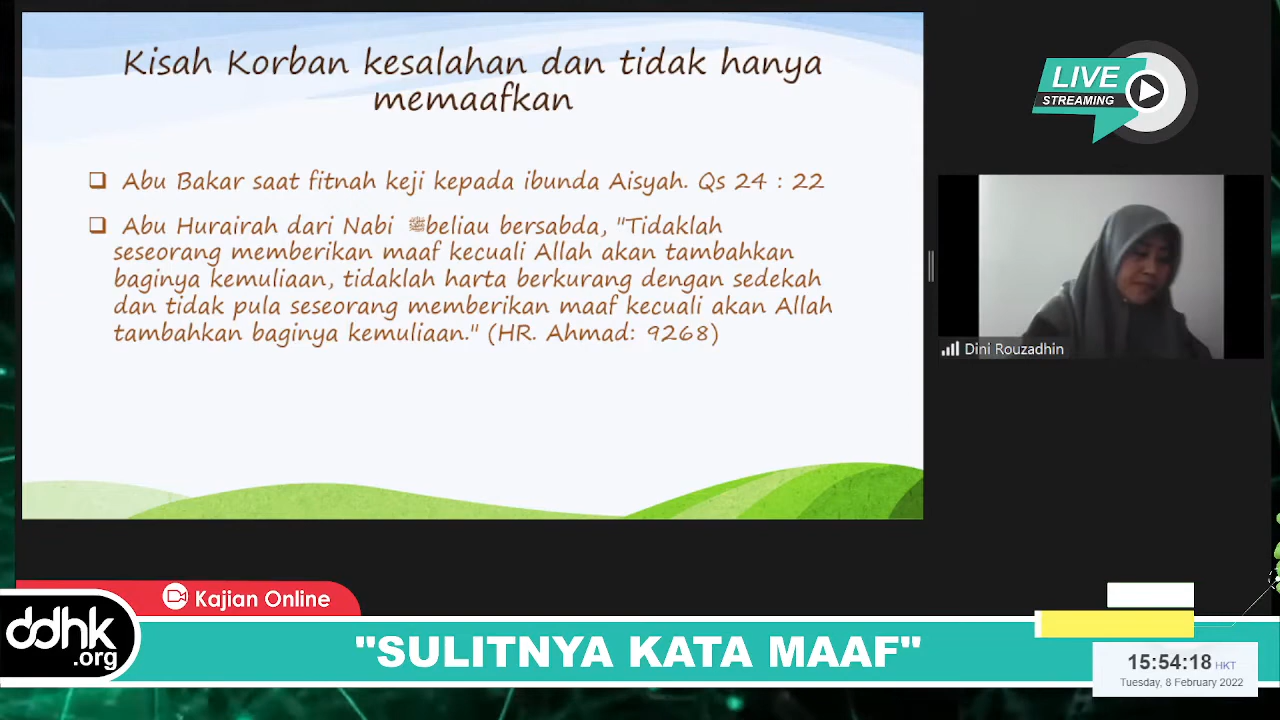 Kisah Korban kesalahan dan tidak hanya
memaafkan
Abu Bakar saat fitnah keji kepada ibunda Aisyah. Qs 24 : 22
Abu Hurairah dari Nabi ﷺbeliau bersabda, "Tidaklah
seseorang memberikan maaf kecuali Allah akan tambahkan
baginya kemuliaan, tidaklah harta berkurang dengan sedekah
dan tidak pula seseorang memberikan maaf kecuali akan Allah
tambahkan baginya kemuliaan." (HR. Ahmad: 9268)
LIVE
STREAMING
Dini Rouzadhin
Kajian Online
ddhk
.org
"SULITNYA KATA MAAF"
15:54:18 HKT
Tuesday, 8 February 2022